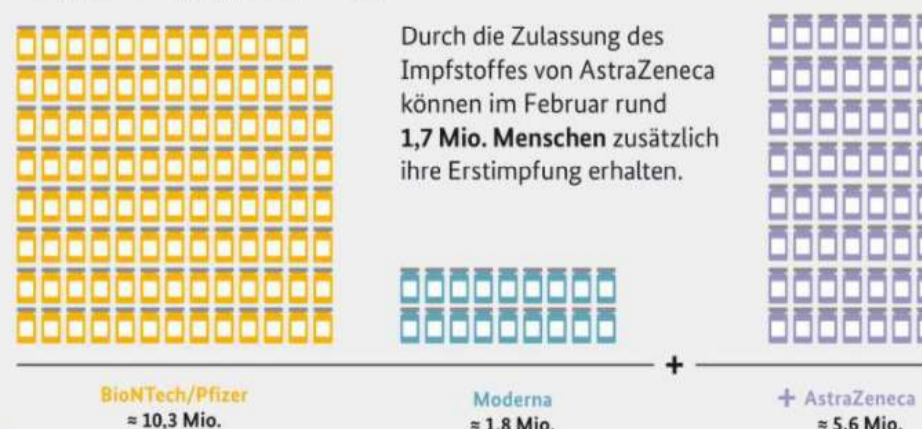 Durch die Zulassung des
Impfstoffes von AstraZeneca
können im Februar rund
1,7 Mio. Menschen zusätzlich
ihre Erstimpfung erhalten.
+
BioNTech/Pfizer
≈ 10,3 Mio.
Moderna
≈ 1,8 Mio.
+ AstraZeneca
≈ 5,6 Mio.